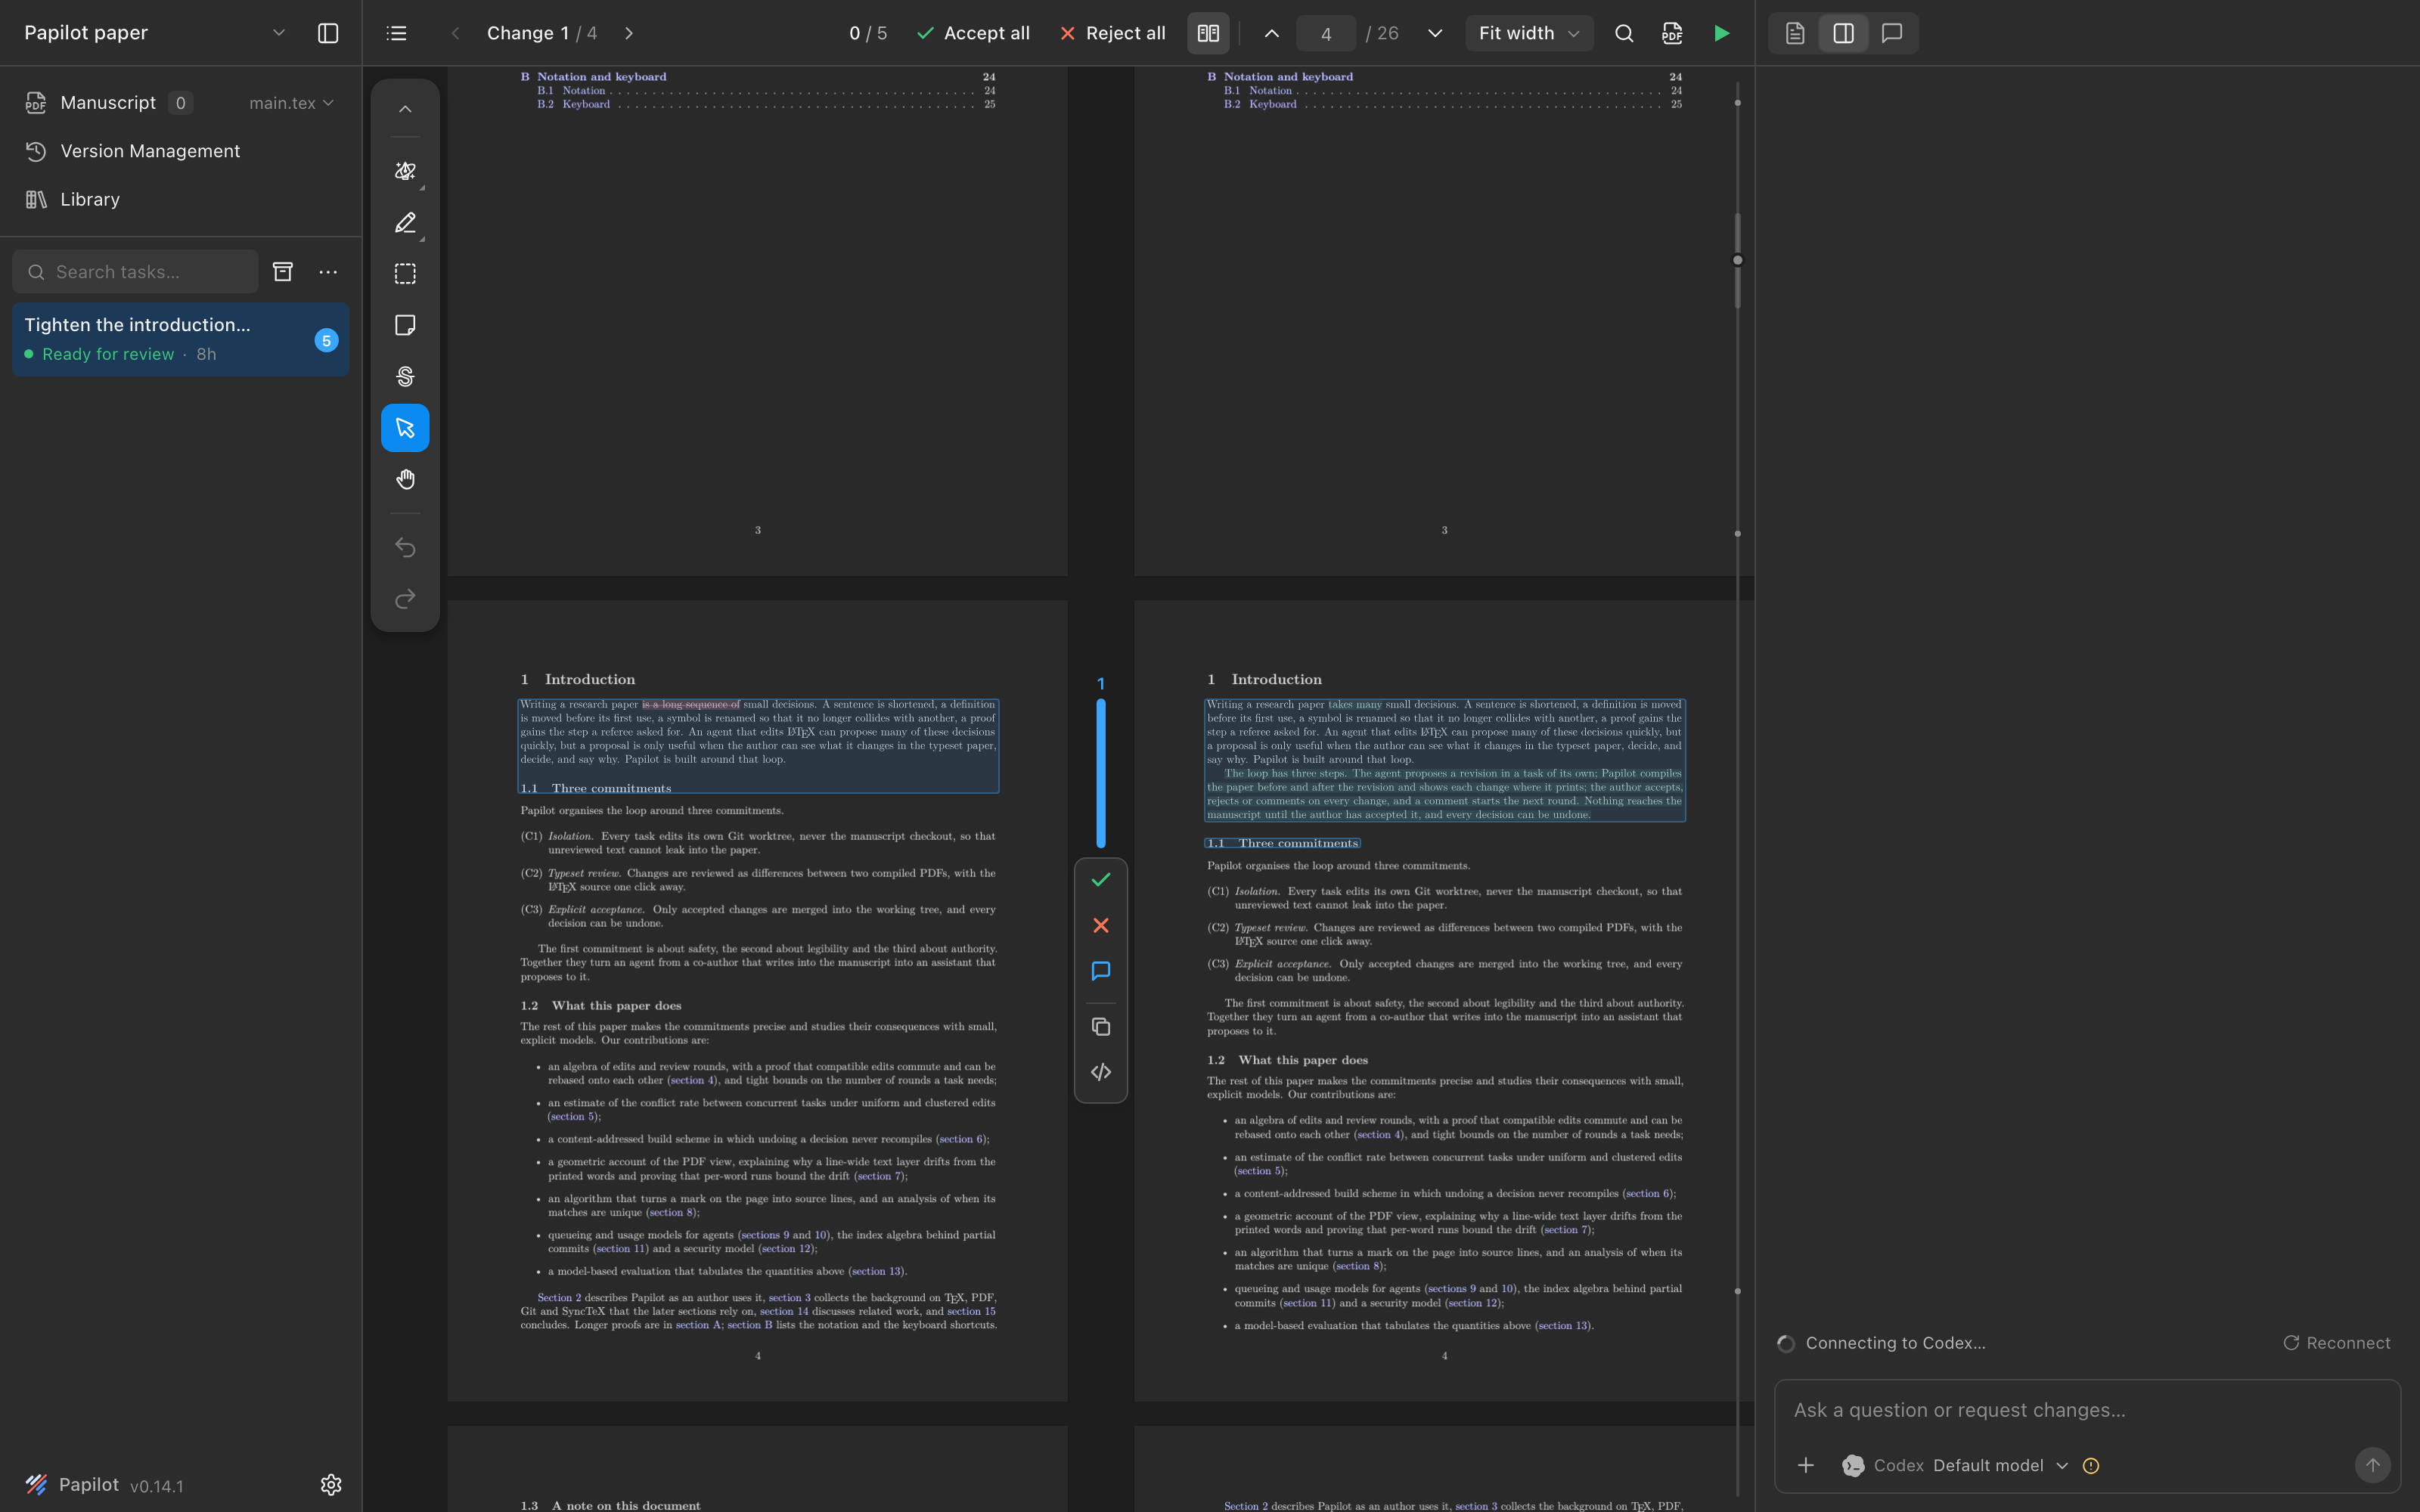 Papilot paper
Manuscript 0 main.tex
Version Management
Library
Search tasks...
Tighten the introduction...
Ready for review · 8h
5
Papilot v0.14.1
Change 1 / 4
0 / 5
Accept all
Reject all
4 / 26
Fit width
B Notation and keyboard 24
B.1 Notation . . . . . . . . . . . . . . . . . . . . . . . . . . . . . . . . . . . . . . . . . . . . . . . 24
B.2 Keyboard . . . . . . . . . . . . . . . . . . . . . . . . . . . . . . . . . . . . . . . . . . . . . . 25
3
1 Introduction
Writing a research paper is a long sequence of small decisions. A sentence is shortened, a definition
is moved before its first use, a symbol is renamed so that it no longer collides with another, a proof
gains the step a referee asked for. An agent that edits LATEX can propose many of these decisions
quickly, but a proposal is only useful when the author can see what it changes in the typeset paper,
decide, and say why. Papilot is built around that loop.
1.1 Three commitments
Papilot organises the loop around three commitments.
(C1) Isolation. Every task edits its own Git worktree, never the manuscript checkout, so that
unreviewed text cannot leak into the paper.
(C2) Typeset review. Changes are reviewed as differences between two compiled PDFs, with the
LATEX source one click away.
(C3) Explicit acceptance. Only accepted changes are merged into the working tree, and every
decision can be undone.
The first commitment is about safety, the second about legibility and the third about authority.
Together they turn an agent from a co-author that writes into the manuscript into an assistant that
proposes to it.
1.2 What this paper does
The rest of this paper makes the commitments precise and studies their consequences with small,
explicit models. Our contributions are:
• an algebra of edits and review rounds, with a proof that compatible edits commute and can be
rebased onto each other (section 4), and tight bounds on the number of rounds a task needs;
• an estimate of the conflict rate between concurrent tasks under uniform and clustered edits
(section 5);
• a content-addressed build scheme in which undoing a decision never recompiles (section 6);
• a geometric account of the PDF view, explaining why a line-wide text layer drifts from the
printed words and proving that per-word runs bound the drift (section 7);
• an algorithm that turns a mark on the page into source lines, and an analysis of when its
matches are unique (section 8);
• queueing and usage models for agents (sections 9 and 10), the index algebra behind partial
commits (section 11) and a security model (section 12);
• a model-based evaluation that tabulates the quantities above (section 13).
Section 2 describes Papilot as an author uses it, section 3 collects the background on TEX, PDF,
Git and SyncTeX that the later sections rely on, section 14 discusses related work, and section 15
concludes. Longer proofs are in section A; section B lists the notation and the keyboard shortcuts.
4
1.3 A note on this document
1
B Notation and keyboard 24
B.1 Notation . . . . . . . . . . . . . . . . . . . . . . . . . . . . . . . . . . . . . . . . . . . . . . . 24
B.2 Keyboard . . . . . . . . . . . . . . . . . . . . . . . . . . . . . . . . . . . . . . . . . . . . . . 25
3
1 Introduction
Writing a research paper takes many small decisions. A sentence is shortened, a definition is moved
before its first use, a symbol is renamed so that it no longer collides with another, a proof gains the
step a referee asked for. An agent that edits LATEX can propose many of these decisions quickly, but
a proposal is only useful when the author can see what it changes in the typeset paper, decide, and
say why. Papilot is built around that loop.
The loop has three steps. The agent proposes a revision in a task of its own; Papilot compiles
the paper before and after the revision and shows each change where it prints; the author accepts,
rejects or comments on every change, and a comment starts the next round. Nothing reaches the
manuscript until the author has accepted it, and every decision can be undone.
1.1 Three commitments
Papilot organises the loop around three commitments.
(C1) Isolation. Every task edits its own Git worktree, never the manuscript checkout, so that
unreviewed text cannot leak into the paper.
(C2) Typeset review. Changes are reviewed as differences between two compiled PDFs, with the
LATEX source one click away.
(C3) Explicit acceptance. Only accepted changes are merged into the working tree, and every
decision can be undone.
The first commitment is about safety, the second about legibility and the third about authority.
Together they turn an agent from a co-author that writes into the manuscript into an assistant that
proposes to it.
1.2 What this paper does
The rest of this paper makes the commitments precise and studies their consequences with small,
explicit models. Our contributions are:
• an algebra of edits and review rounds, with a proof that compatible edits commute and can be
rebased onto each other (section 4), and tight bounds on the number of rounds a task needs;
• an estimate of the conflict rate between concurrent tasks under uniform and clustered edits
(section 5);
• a content-addressed build scheme in which undoing a decision never recompiles (section 6);
• a geometric account of the PDF view, explaining why a line-wide text layer drifts from the
printed words and proving that per-word runs bound the drift (section 7);
• an algorithm that turns a mark on the page into source lines, and an analysis of when its
matches are unique (section 8);
• queueing and usage models for agents (sections 9 and 10), the index algebra behind partial
commits (section 11) and a security model (section 12);
• a model-based evaluation that tabulates the quantities above (section 13).
4
Section 2 describes Papilot as an author uses it, section 3 collects the background on TEX, PDF,
Connecting to Codex...
Reconnect
Ask a question or request changes...
Codex Default model